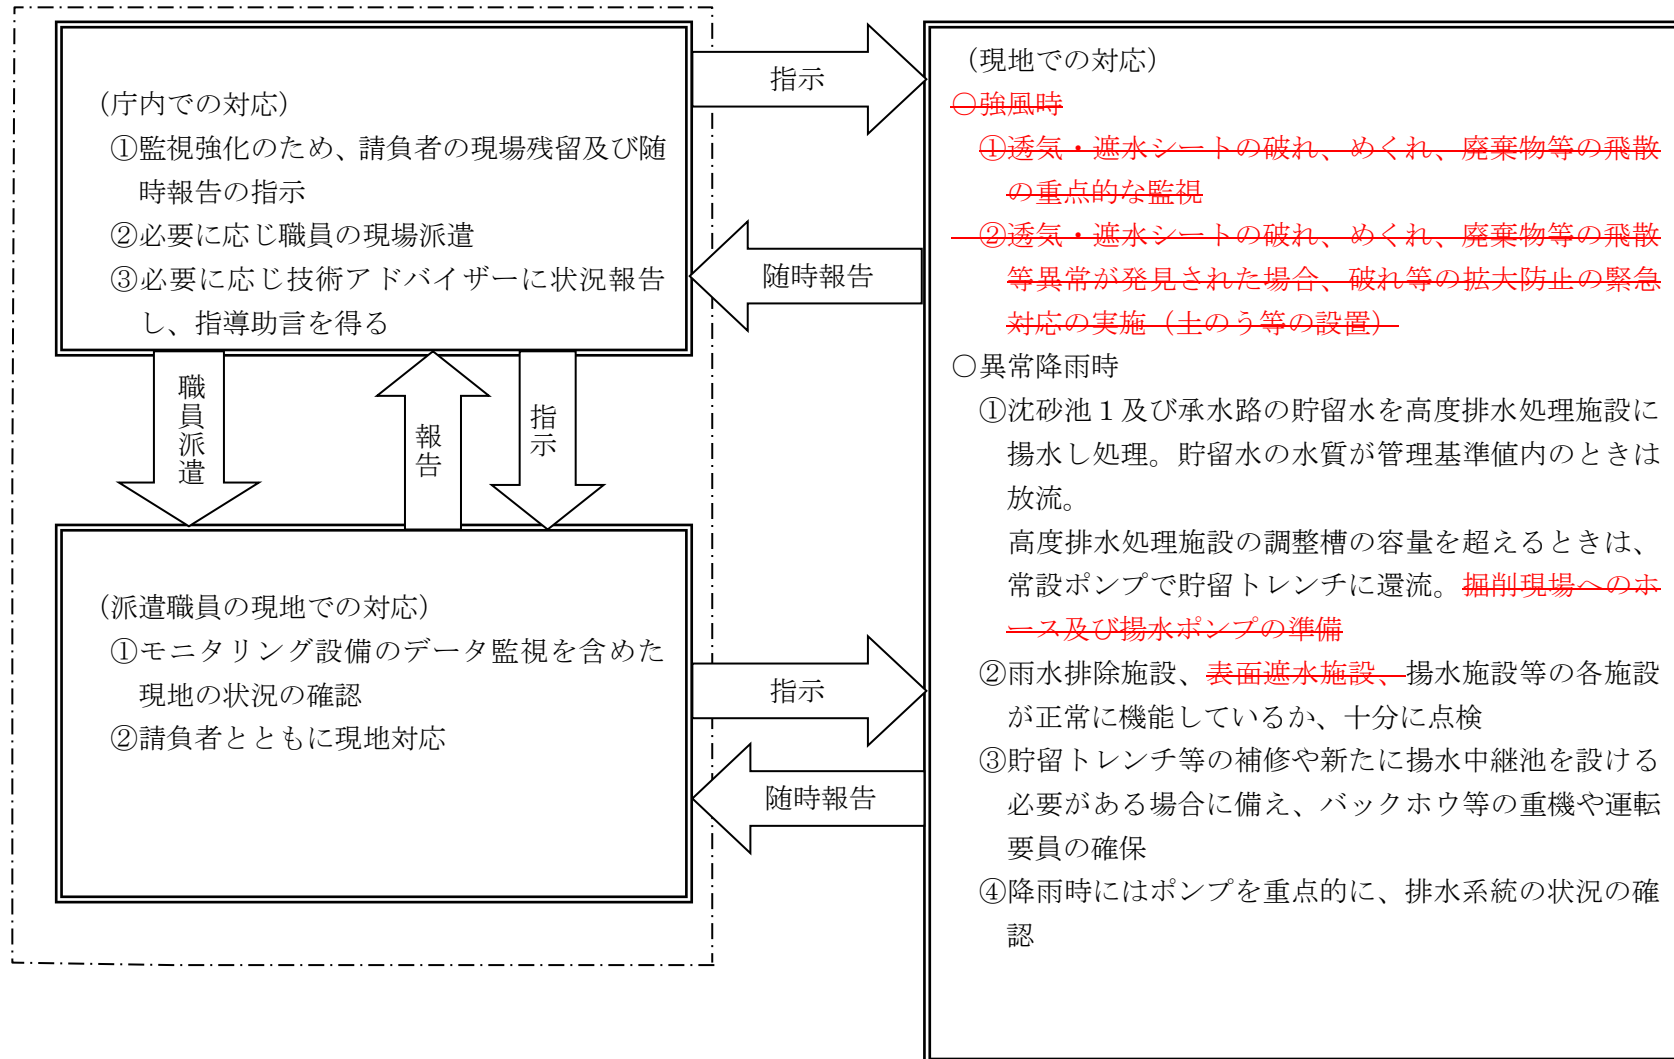 （庁内での対応）
①監視強化のため、請負者の現場残留及び随
時報告の指示
②必要に応じ職員の現場派遣
③必要に応じ技術アドバイザーに状況報告
し、指導助言を得る
職員派遣
報告
指示
（派遣職員の現地での対応）
①モニタリング設備のデータ監視を含めた
現地の状況の確認
②請負者とともに現地対応
指示
随時報告
指示
随時報告
（現地での対応）
○強風時
①透気・遮水シートの破れ、めくれ、廃棄物等の飛散
の重点的な監視
②透気・遮水シートの破れ、めくれ、廃棄物等の飛散
等異常が発見された場合、破れ等の拡大防止の緊急
対応の実施（土のう等の設置）
○異常降雨時
①沈砂池１及び承水路の貯留水を高度排水処理施設に
揚水し処理。貯留水の水質が管理基準値内のときは
放流。
高度排水処理施設の調整槽の容量を超えるときは、
常設ポンプで貯留トレンチに還流。掘削現場へのホ
ース及び揚水ポンプの準備
②雨水排除施設、表面遮水施設、揚水施設等の各施設
が正常に機能しているか、十分に点検
③貯留トレンチ等の補修や新たに揚水中継池を設ける
必要がある場合に備え、バックホウ等の重機や運転
要員の確保
④降雨時にはポンプを重点的に、排水系統の状況の確
認